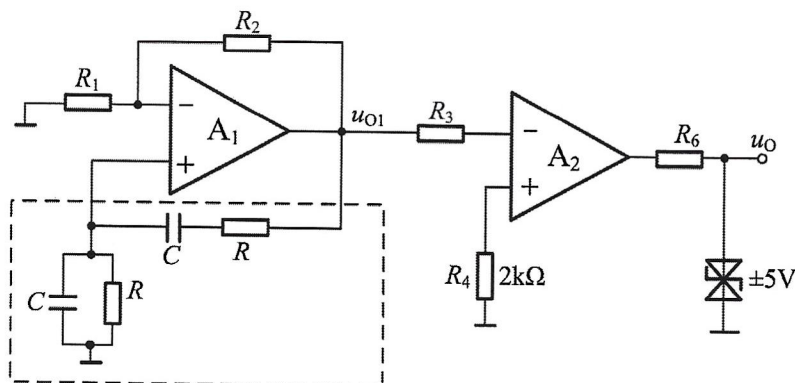 R2
R1
−
A1
+
uO1
R3
−
A2
+
R6
uO
C
R
C
R
R4
2kΩ
±5V